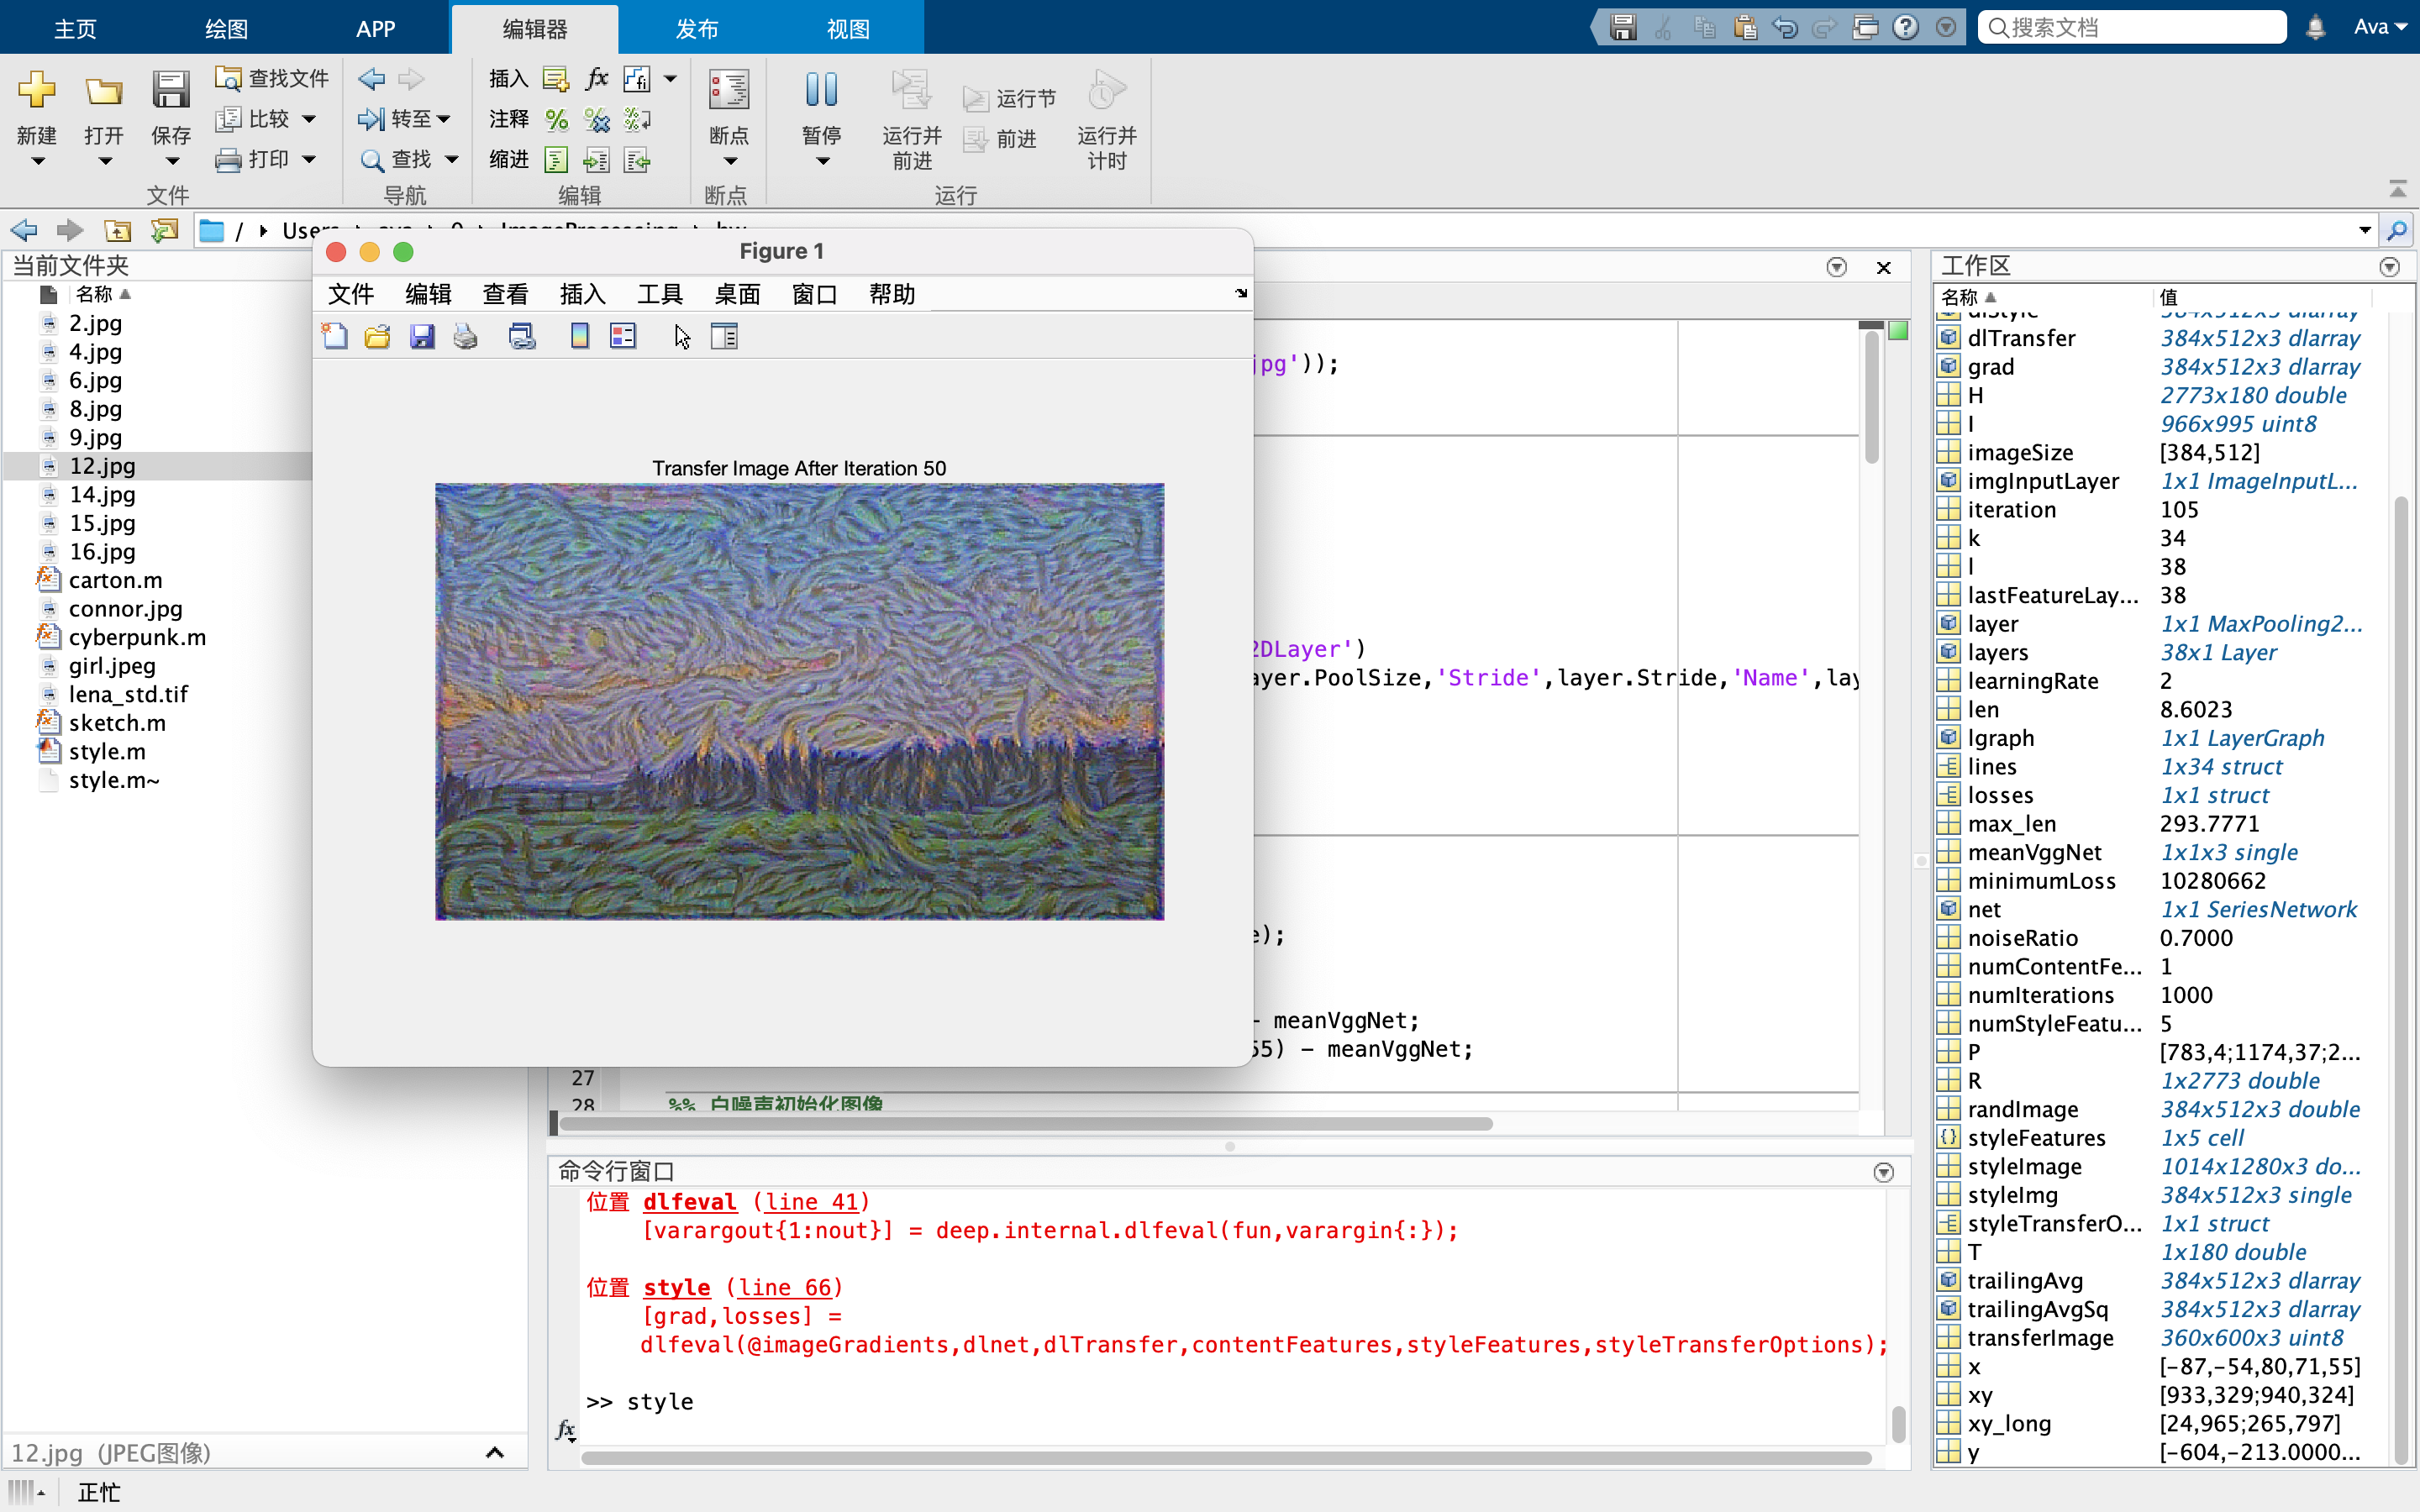 主页 绘图 APP 编辑器 发布 视图 搜索文档 Ava
新建 打开 保存 查找文件 比较 打印 转至 查找 插入 fx 注释 缩进 断点 暂停 运行并前进 运行节 前进 运行并计时
文件 导航 编辑 断点 运行
/ Users
当前文件夹
名称
2.jpg
4.jpg
6.jpg
8.jpg
9.jpg
12.jpg
14.jpg
15.jpg
16.jpg
carton.m
connor.jpg
cyberpunk.m
girl.jpeg
lena_std.tif
sketch.m
style.m
style.m~
12.jpg (JPEG图像)
正忙
Figure 1
文件 编辑 查看 插入 工具 桌面 窗口 帮助
Transfer Image After Iteration 50
jpg'));
2DLayer')
ayer.PoolSize,'Stride',layer.Stride,'Name',lay
e);
- meanVggNet;
55) - meanVggNet;
27
28 %% 白噪声初始化图像
命令行窗口
位置 dlfeval (line 41)
[varargout{1:nout}] = deep.internal.dlfeval(fun,varargin{:});
位置 style (line 66)
[grad,losses] =
dlfeval(@imageGradients,dlnet,dlTransfer,contentFeatures,styleFeatures,styleTransferOptions);
>> style
fx
工作区
名称 值
dlStyle 384x512x3 dlarray
dlTransfer 384x512x3 dlarray
grad 384x512x3 dlarray
H 2773x180 double
I 966x995 uint8
imageSize [384,512]
imgInputLayer 1x1 ImageInputL...
iteration 105
k 34
l 38
lastFeatureLay... 38
layer 1x1 MaxPooling2...
layers 38x1 Layer
learningRate 2
len 8.6023
lgraph 1x1 LayerGraph
lines 1x34 struct
losses 1x1 struct
max_len 293.7771
meanVggNet 1x1x3 single
minimumLoss 10280662
net 1x1 SeriesNetwork
noiseRatio 0.7000
numContentFe... 1
numIterations 1000
numStyleFeatu... 5
P [783,4;1174,37;2...
R 1x2773 double
randImage 384x512x3 double
styleFeatures 1x5 cell
styleImage 1014x1280x3 do...
styleImg 384x512x3 single
styleTransferO... 1x1 struct
T 1x180 double
trailingAvg 384x512x3 dlarray
trailingAvgSq 384x512x3 dlarray
transferImage 360x600x3 uint8
x [-87,-54,80,71,55]
xy [933,329;940,324]
xy_long [24,965;265,797]
y [-604,-213.0000...